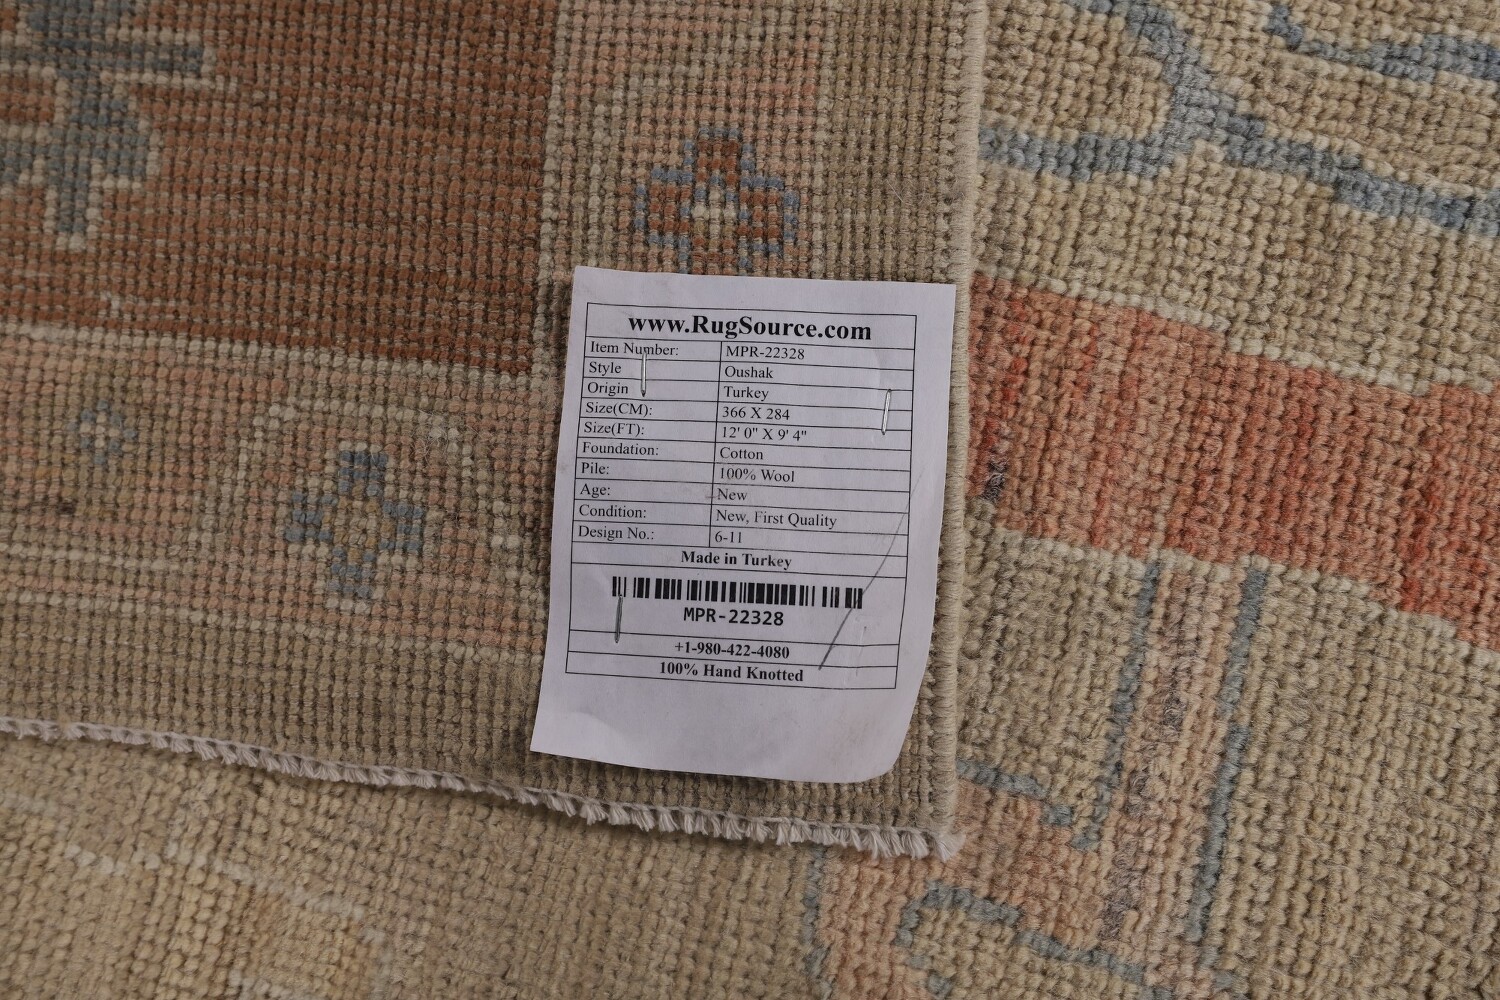 www.RugSource.com
Item Number: MPR-22328
Style Oushak
Origin Turkey
Size(CM): 366 X 284
Size(FT): 12' 0" X 9' 4"
Foundation: Cotton
Pile: 100% Wool
Age: New
Condition: New, First Quality
Design No.: 6-11
Made in Turkey
MPR-22328
+1-980-422-4080
100% Hand Knotted